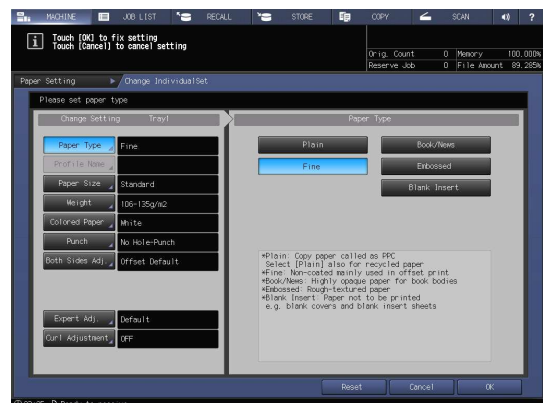 MACHINE JOB LIST RECALL STORE COPY SCAN ?
Touch [OK] to fix setting
Touch [Cancel] to cancel setting
Orig. Count 0 Memory 100.000%
Reserve Job 0 File Amount 89.285%
Paper Setting Change IndividualSet
Please set paper type
Change Setting Tray1
Paper Type
Paper Type Fine
Profile Name
Paper Size Standard
Weight 106-135g/m2
Colored Paper White
Punch No Hole-Punch
Both Sides Adj. Offset Default
Expert Adj. Default
Curl Adjustment OFF
Plain Book/News
Fine Embossed
Blank Insert
*Plain: Copy paper called as PPC
Select [Plain] also for recycled paper
*Fine: Non-coated mainly used in offset print
*Book/News: Highly opaque paper for book bodies
*Embossed: Rough-textured paper
*Blank Insert: Paper not to be printed
e.g. blank covers and blank insert sheets
Reset Cancel OK